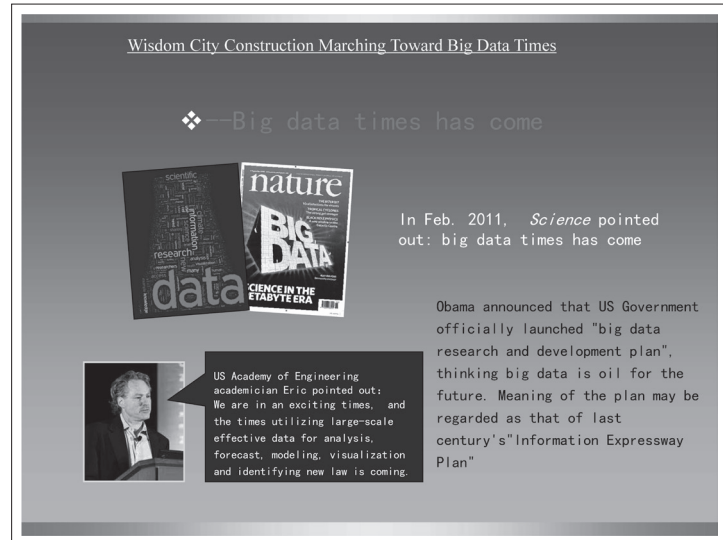 Wisdom City Construction Marching Toward Big Data Times
❖—Big data times has come
scientific
information
research
data
nature
BIG
DATA
SCIENCE IN THE
PETABYTE ERA
In Feb. 2011, Science pointed
out: big data times has come
Obama announced that US Government
officially launched "big data
research and development plan",
thinking big data is oil for the
future. Meaning of the plan may be
regarded as that of last
century's"Information Expressway
Plan"
US Academy of Engineering
academician Eric pointed out:
We are in an exciting times, and
the times utilizing large-scale
effective data for analysis,
forecast, modeling, visualization
and identifying new law is coming.